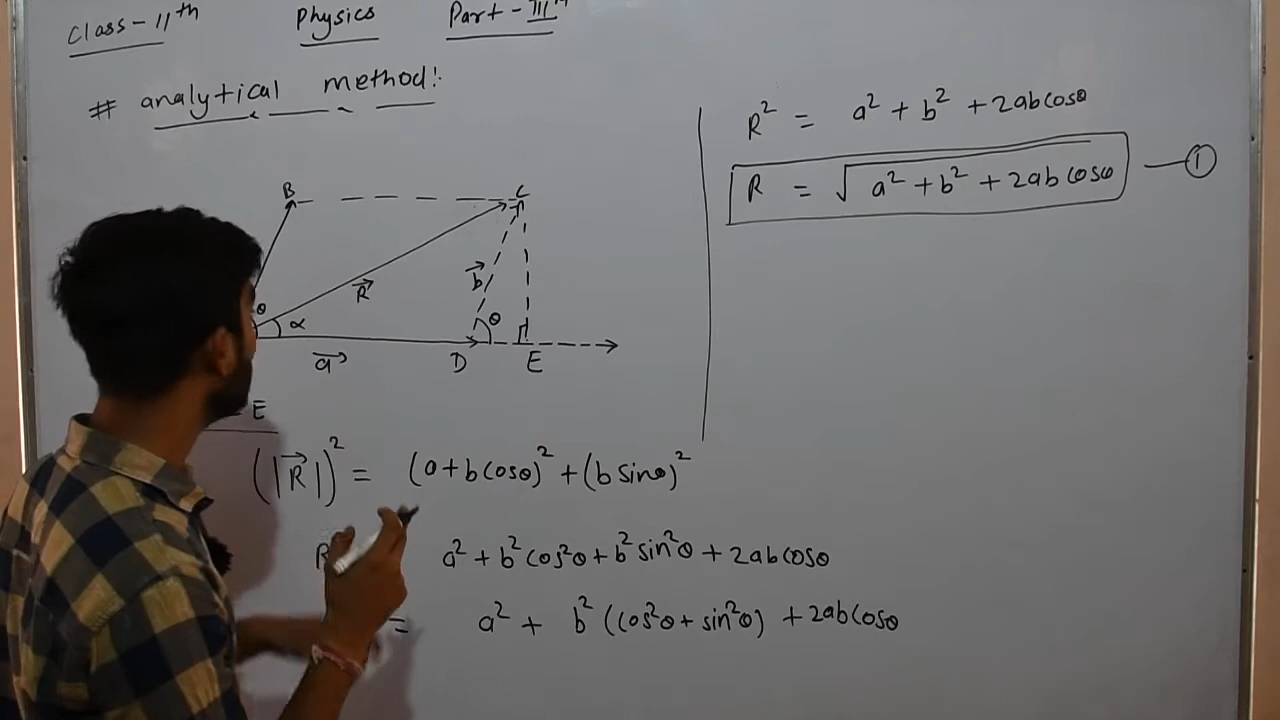 Class - 11th Physics Part - III
# analytical method!
B C
θ α R⃗ b⃗ θ
a⃗ D E
E
(|R⃗|)² = (a + b cosθ)² + (b sinθ)²
R a² + b² cos²θ + b² sin²θ + 2ab cosθ
= a² + b² (cos²θ + sin²θ) + 2ab cosθ
R² = a² + b² + 2ab cosθ
R = √a² + b² + 2ab cosθ — ①